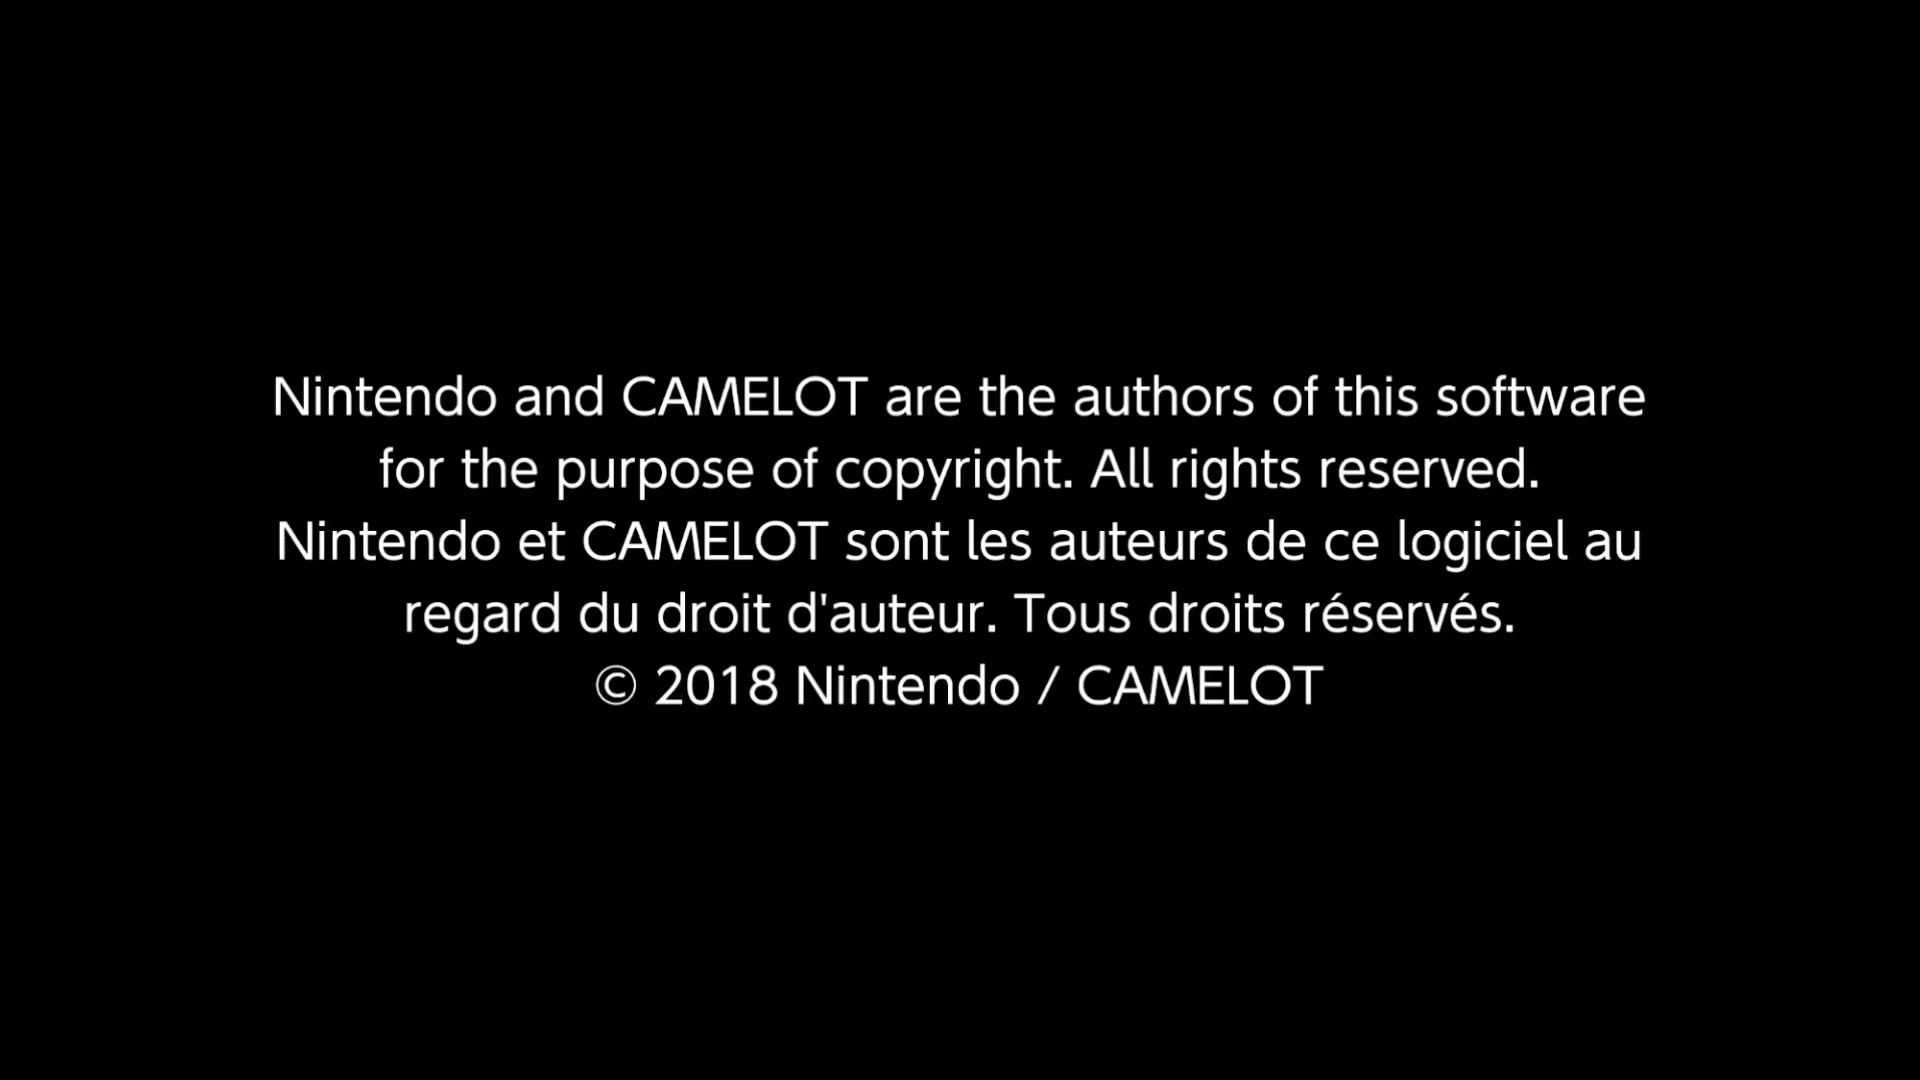 Nintendo and CAMELOT are the authors of this software
for the purpose of copyright. All rights reserved.
Nintendo et CAMELOT sont les auteurs de ce logiciel au
regard du droit d'auteur. Tous droits réservés.
© 2018 Nintendo / CAMELOT